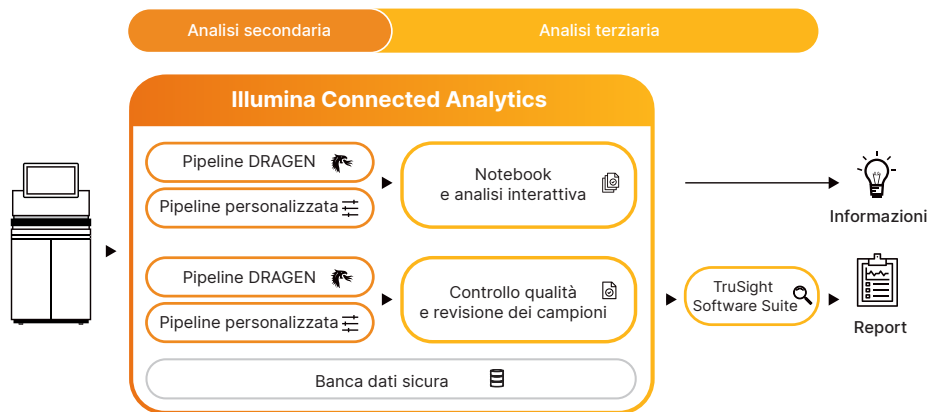 Analisi secondaria
Analisi terziaria
Illumina Connected Analytics
Pipeline DRAGEN
Pipeline personalizzata
Notebook
e analisi interattiva
Informazioni
Pipeline DRAGEN
Pipeline personalizzata
Controllo qualità
e revisione dei campioni
TruSight
Software Suite
Report
Banca dati sicura